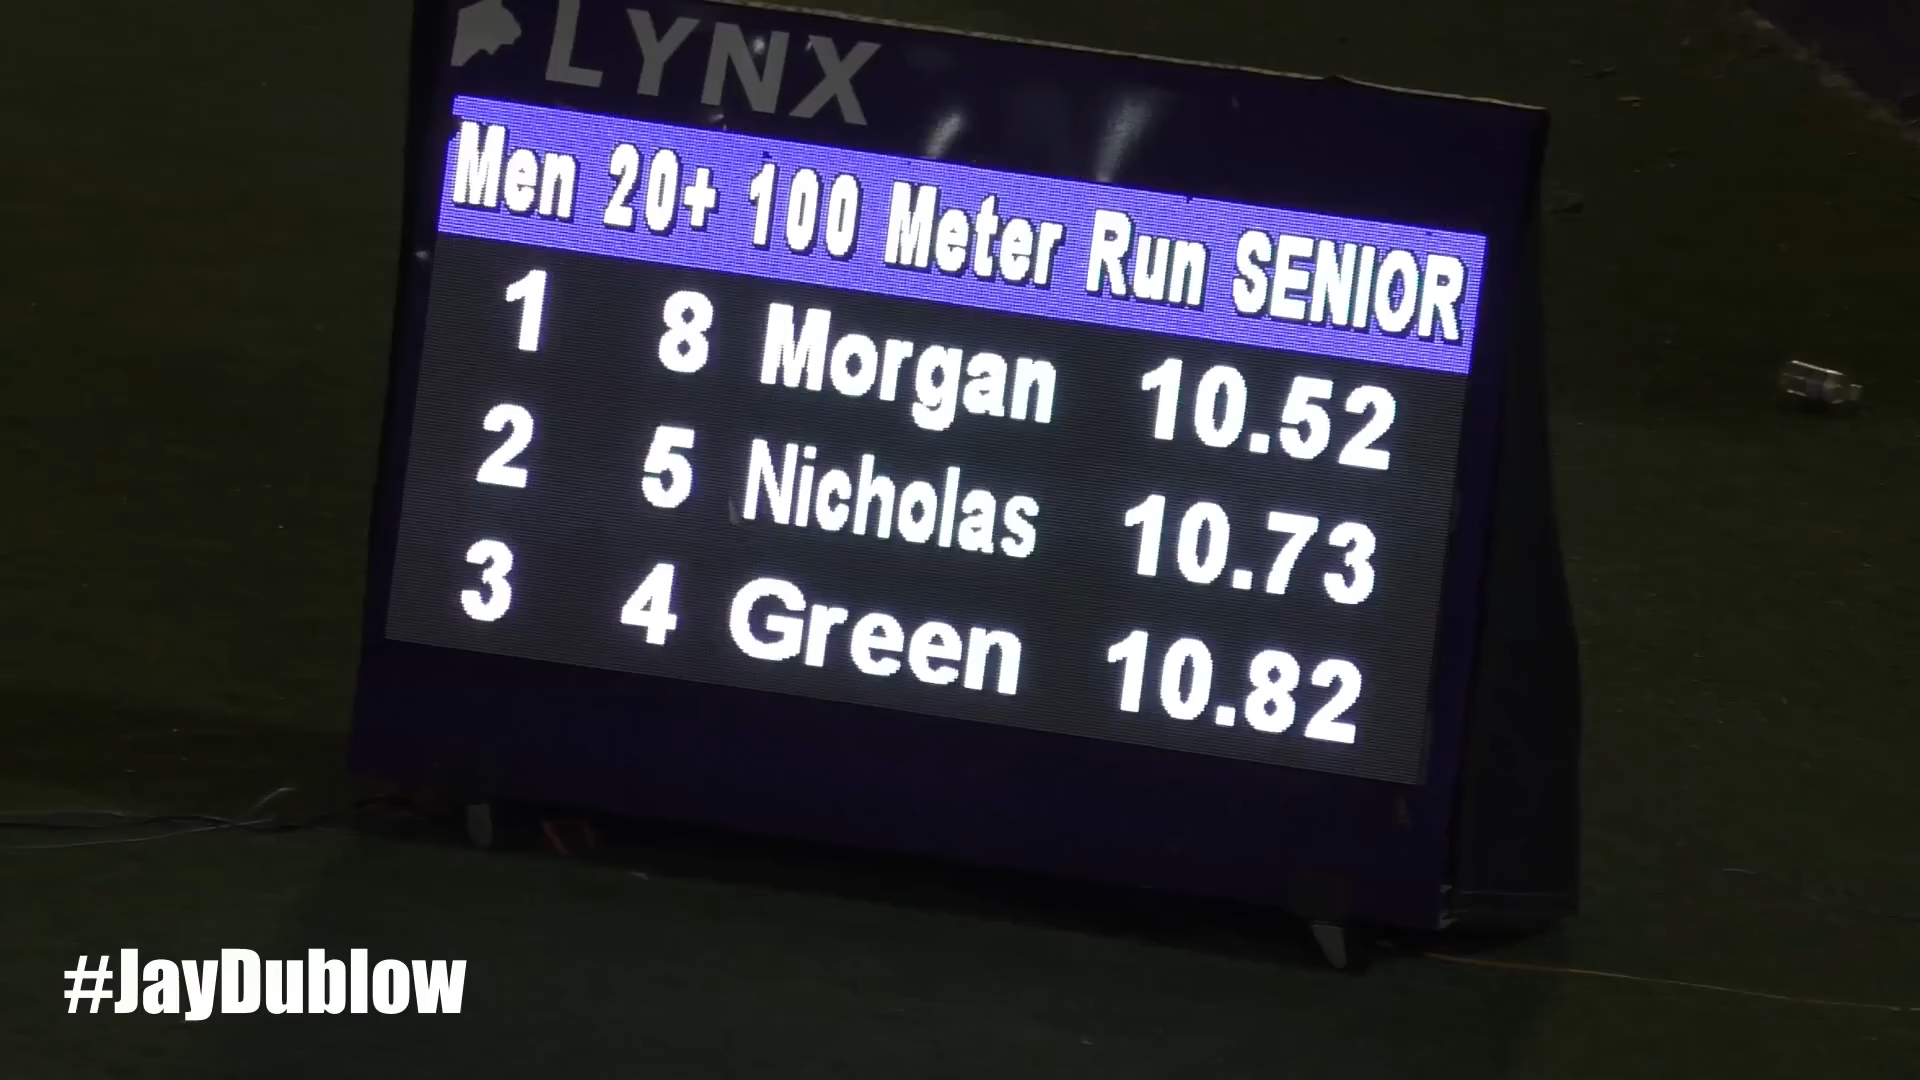 LYNX
Men 20+ 100 Meter Run SENIOR
1 8 Morgan 10.52
2 5 Nicholas 10.73
3 4 Green 10.82
#JayDublow